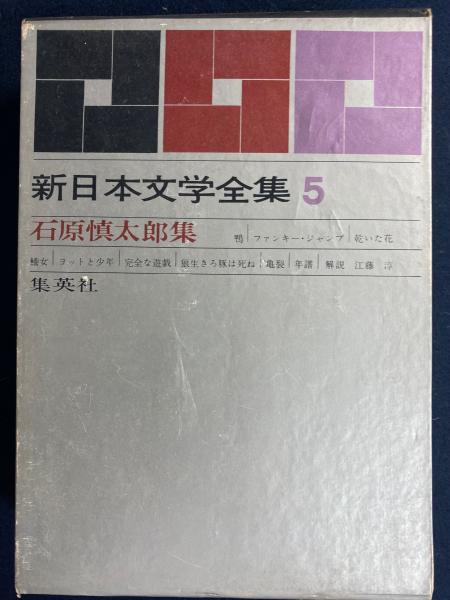 新日本文学全集 5
石原慎太郎集 鴨|ファンキー・ジャンプ|乾いた花
鱶女|ヨットと少年|完全な遊戯|狼生きろ豚は死ね|亀裂|年譜|解説 江藤 淳
集英社